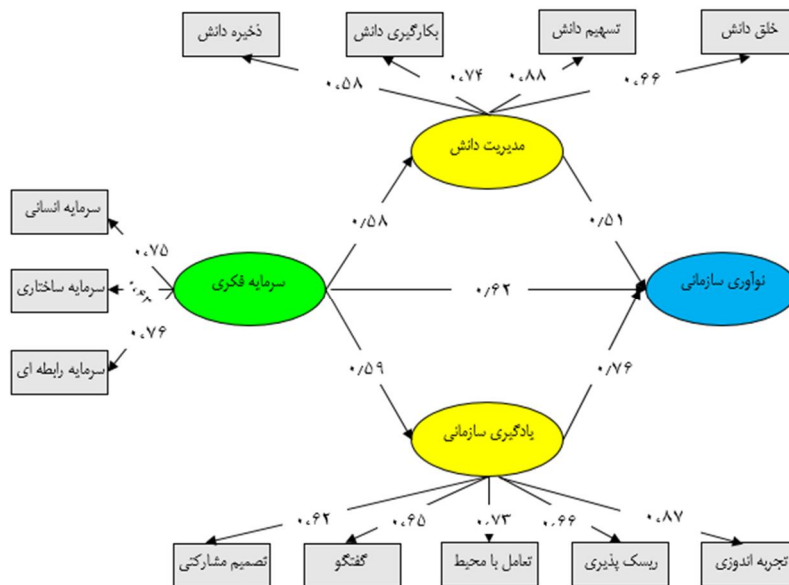 خلق دانش
تسهیم دانش
بکارگیری دانش
ذخیره دانش
۰،۶۶
۰،۸۸
۰،۷۴
۰،۵۸
مدیریت دانش
سرمایه انسانی
۰/۵۱
۰/۵۸
۰،۷۵
نوآوری سازمانی
۰/۶۲
سرمایه فکری
سرمایه ساختاری
۰،۷۶
سرمایه رابطه ای
۰/۷۶
۰/۵۹
یادگیری سازمانی
۰،۸۷
۰،۶۶
۰،۷۳
۰،۶۵
۰،۶۲
تجربه اندوزی
ریسک پذیری
تعامل با محیط
گفتگو
تصمیم مشارکتی